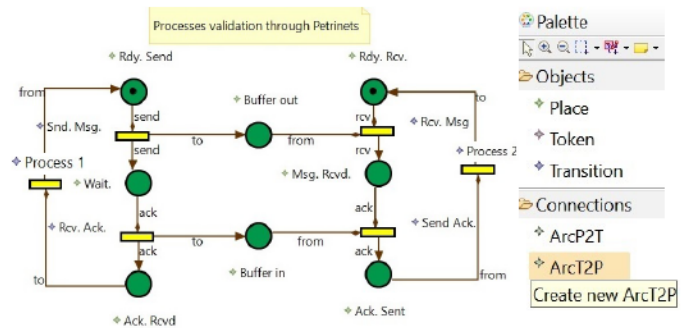 Processes validation through Petrinets
Rdy. Send
Rdy. Rcv.
from
to
Buffer out
send
rcv
Snd. Msg.
Rcv. Msg
send
to
from
rcv
Process 1
Process 2
Wait.
Msg. Rcvd.
ack
ack
Rcv. Ack.
Send Ack.
ack
to
from
ack
to
Buffer in
from
Ack. Rcvd
Ack. Sent
Palette
Objects
Place
Token
Transition
Connections
ArcP2T
ArcT2P
Create new ArcT2P